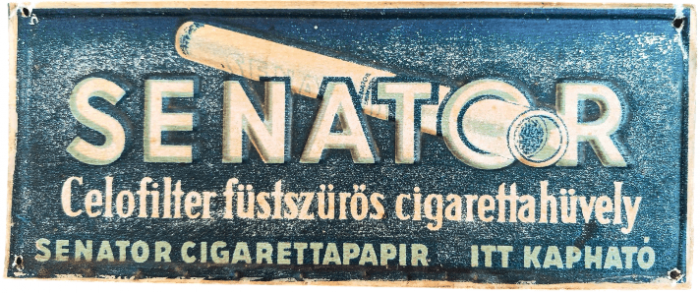 SENATOR
Celofilter füstszürös cigarettahüvely
SENATOR CIGARETTAPAPIR ITT KAPHATÓ